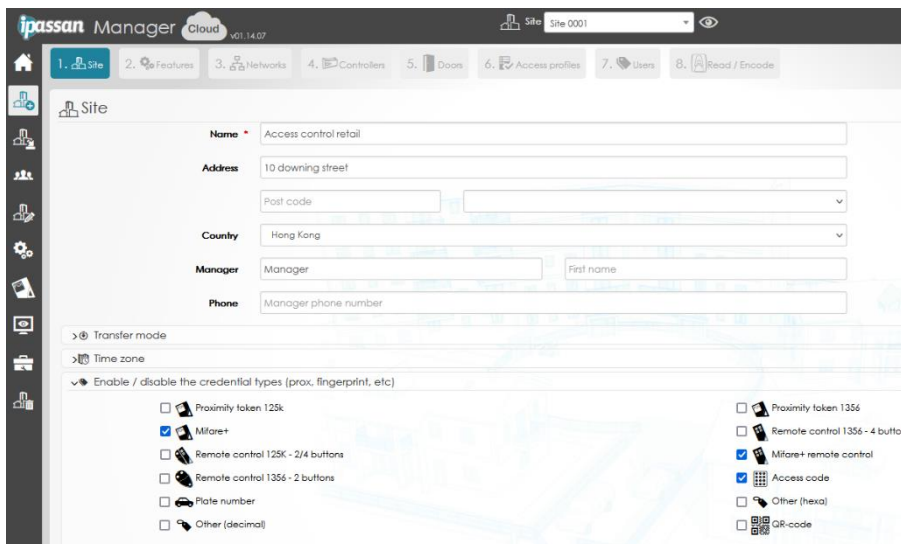 ipassan Manager Cloud v01.14.07 Site Site 0001
1. Site 2. Features 3. Networks 4. Controllers 5. Doors 6. Access profiles 7. Users 8. Read / Encode
Site
Name * Access control retail
Address 10 downing street
Post code
Country Hong Kong
Manager Manager First name
Phone Manager phone number
Transfer mode
Time zone
Enable / disable the credential types (prox, fingerprint, etc)
Proximity token 125k Proximity token 1356
Mifare+ Remote control 1356 - 4 butto
Remote control 125K - 2/4 buttons Mifare+ remote control
Remote control 1356 - 2 buttons Access code
Plate number Other (hexa)
Other (decimal) QR-code